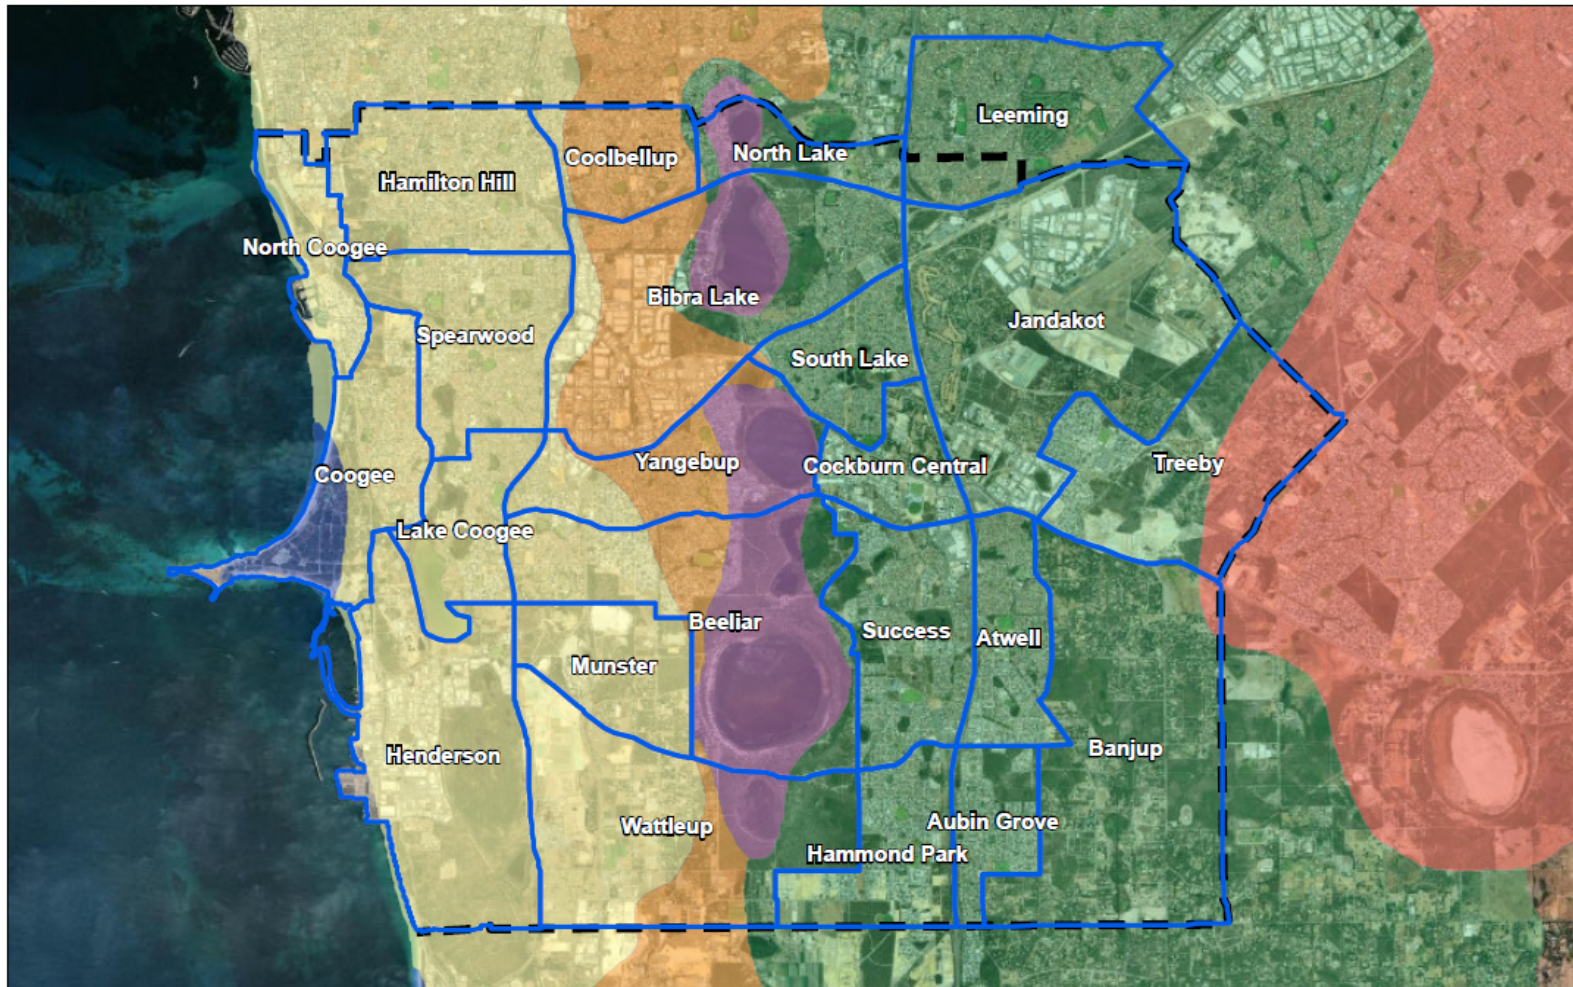 Leeming
Coolbellup
North Lake
Hamilton Hill
North Coogee
Bibra Lake
Jandakot
Spearwood
South Lake
Yangebup
Cockburn Central
Treeby
Coogee
Lake Coogee
Beeliar
Success
Atwell
Munster
Banjup
Henderson
Wattleup
Aubin Grove
Hammond Park